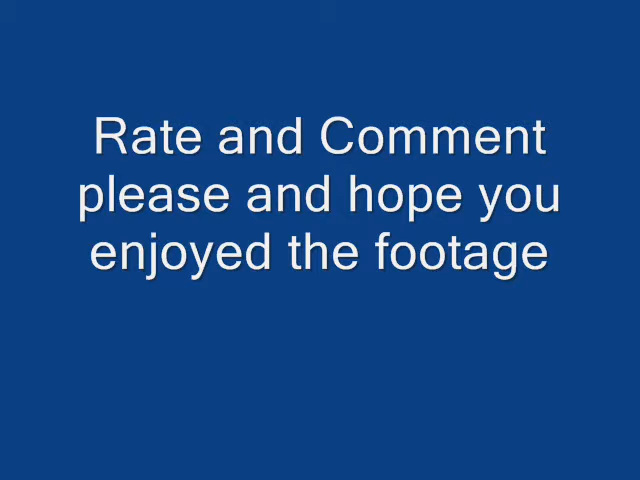 Rate and Comment
please and hope you
enjoyed the footage